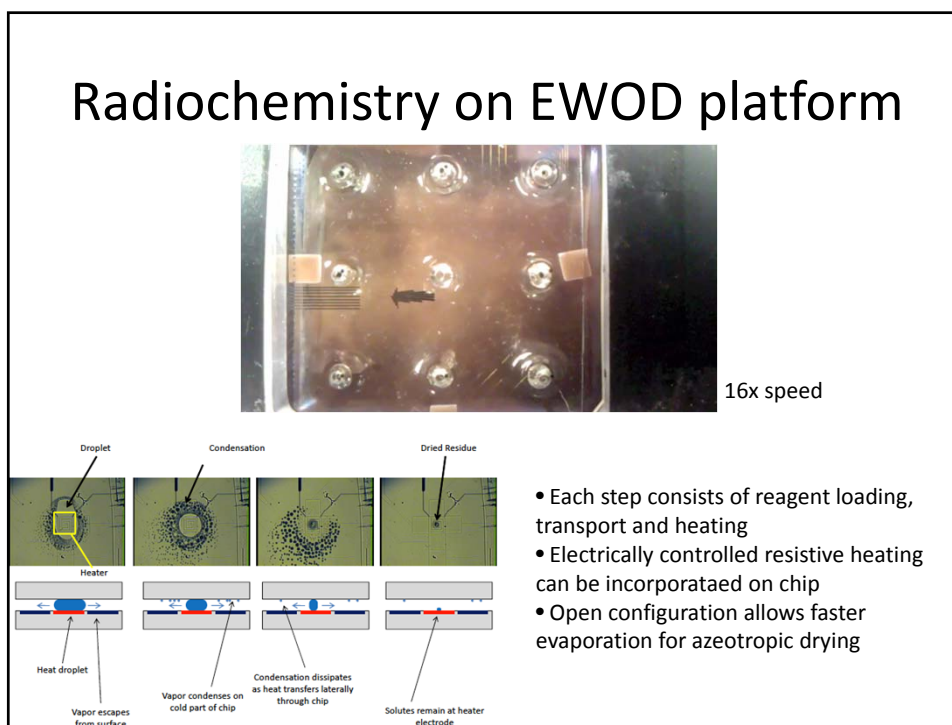 Radiochemistry on EWOD platform
16x speed
Droplet
Condensation
Dried Residue
Heater
• Each step consists of reagent loading,
transport and heating
• Electrically controlled resistive heating
can be incorporataed on chip
• Open configuration allows faster
evaporation for azeotropic drying
Heat droplet
Vapor escapes
from surface
Vapor condenses on
cold part of chip
Condensation dissipates
as heat transfers laterally
through chip
Solutes remain at heater
electrode